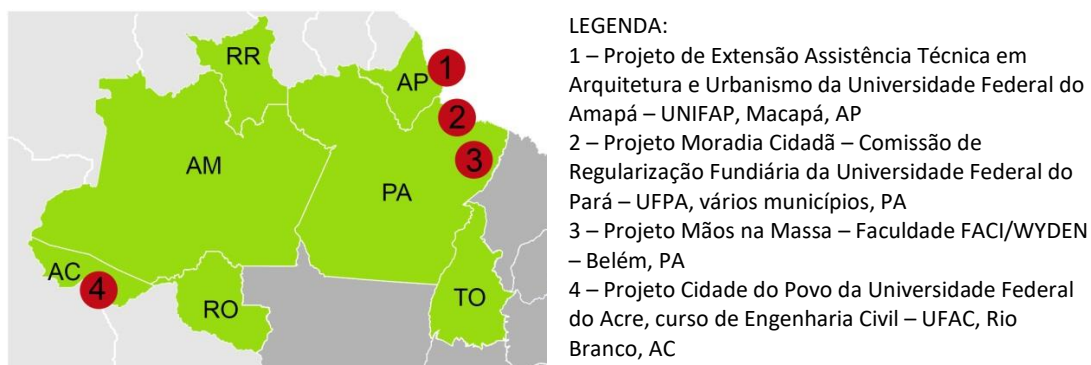 RR
AP
1
2
3
AM
PA
AC
4
RO
TO
LEGENDA:
1 – Projeto de Extensão Assistência Técnica em
Arquitetura e Urbanismo da Universidade Federal do
Amapá – UNIFAP, Macapá, AP
2 – Projeto Moradia Cidadã – Comissão de
Regularização Fundiária da Universidade Federal do
Pará – UFPA, vários municípios, PA
3 – Projeto Mãos na Massa – Faculdade FACI/WYDEN
– Belém, PA
4 – Projeto Cidade do Povo da Universidade Federal
do Acre, curso de Engenharia Civil – UFAC, Rio
Branco, AC